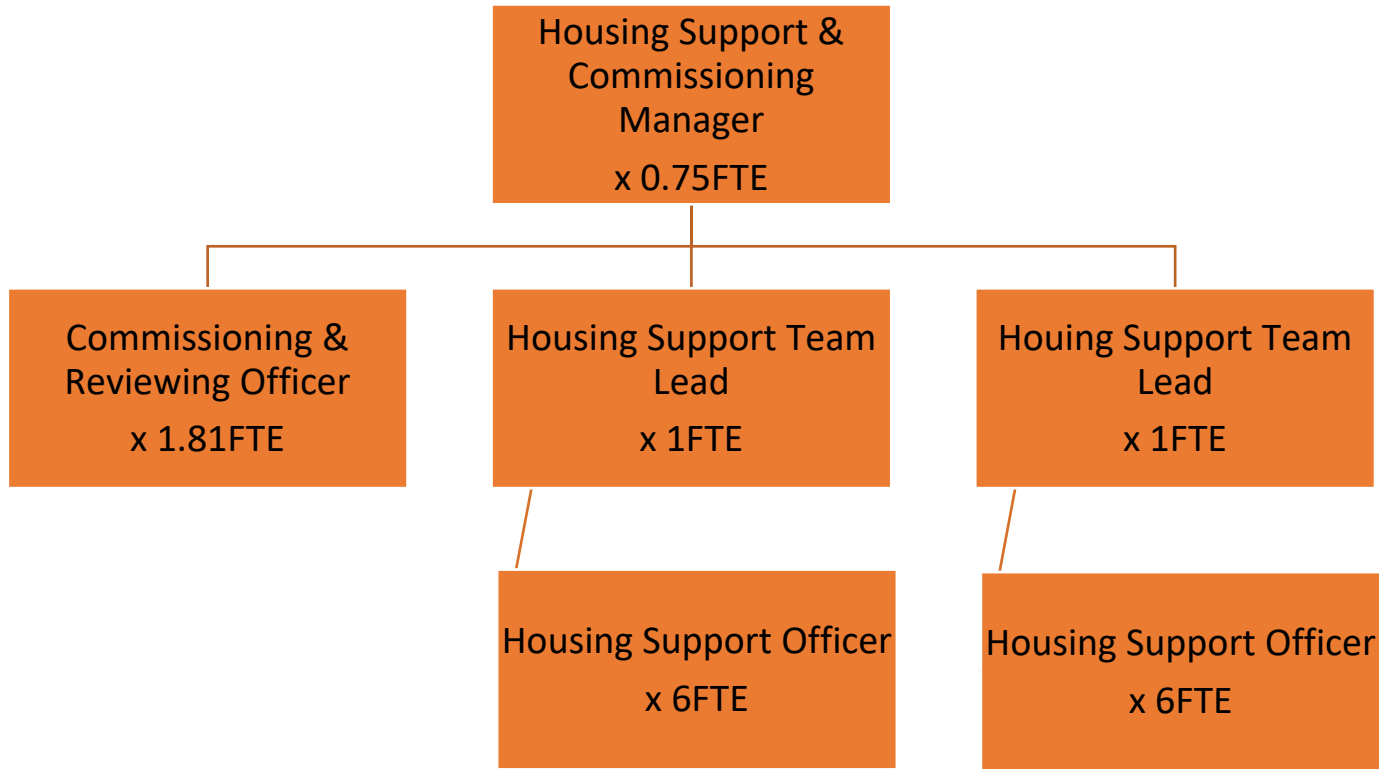 Housing Support &
Commissioning
Manager
x 0.75FTE
Commissioning &
Reviewing Officer
x 1.81FTE
Housing Support Team
Lead
x 1FTE
Houing Support Team
Lead
x 1FTE
Housing Support Officer
x 6FTE
Housing Support Officer
x 6FTE